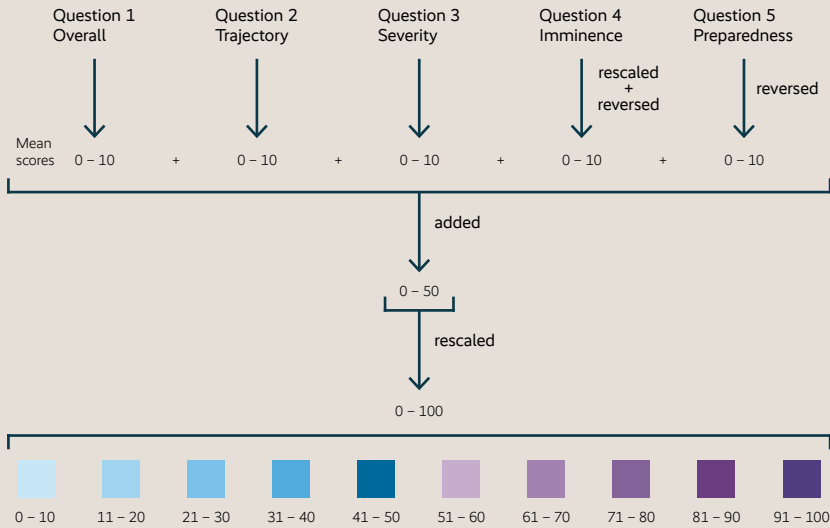 Question 1
Overall
Question 2
Trajectory
Question 3
Severity
Question 4
Imminence
Question 5
Preparedness
rescaled
+
reversed
reversed
Mean
scores
0 – 10 + 0 – 10 + 0 – 10 + 0 – 10 + 0 – 10
added
0 – 50
rescaled
0 – 100
0 – 10 11 – 20 21 – 30 31 – 40 41 – 50 51 – 60 61 – 70 71 – 80 81 – 90 91 – 100